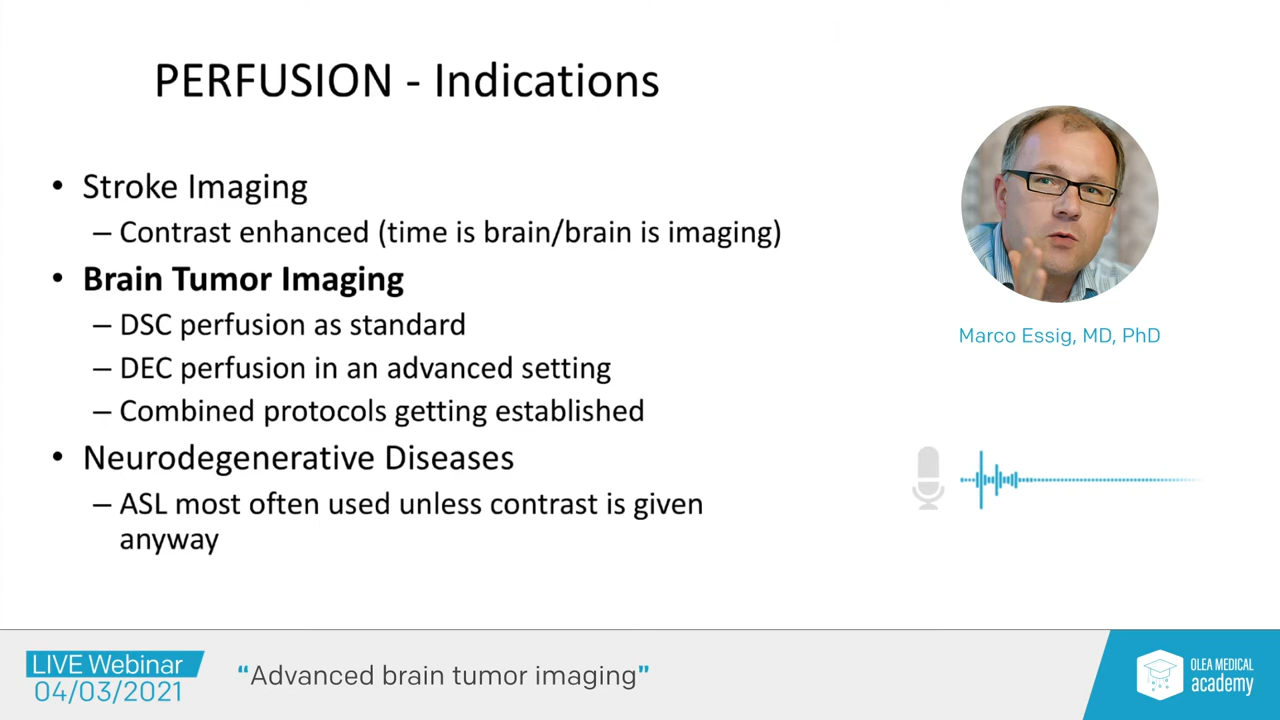 PERFUSION - Indications
• Stroke Imaging
– Contrast enhanced (time is brain/brain is imaging)
• Brain Tumor Imaging
– DSC perfusion as standard
– DEC perfusion in an advanced setting
– Combined protocols getting established
• Neurodegenerative Diseases
– ASL most often used unless contrast is given
anyway
Marco Essig, MD, PhD
LIVE Webinar
04/03/2021
“Advanced brain tumor imaging”
OLEA MEDICAL
academy